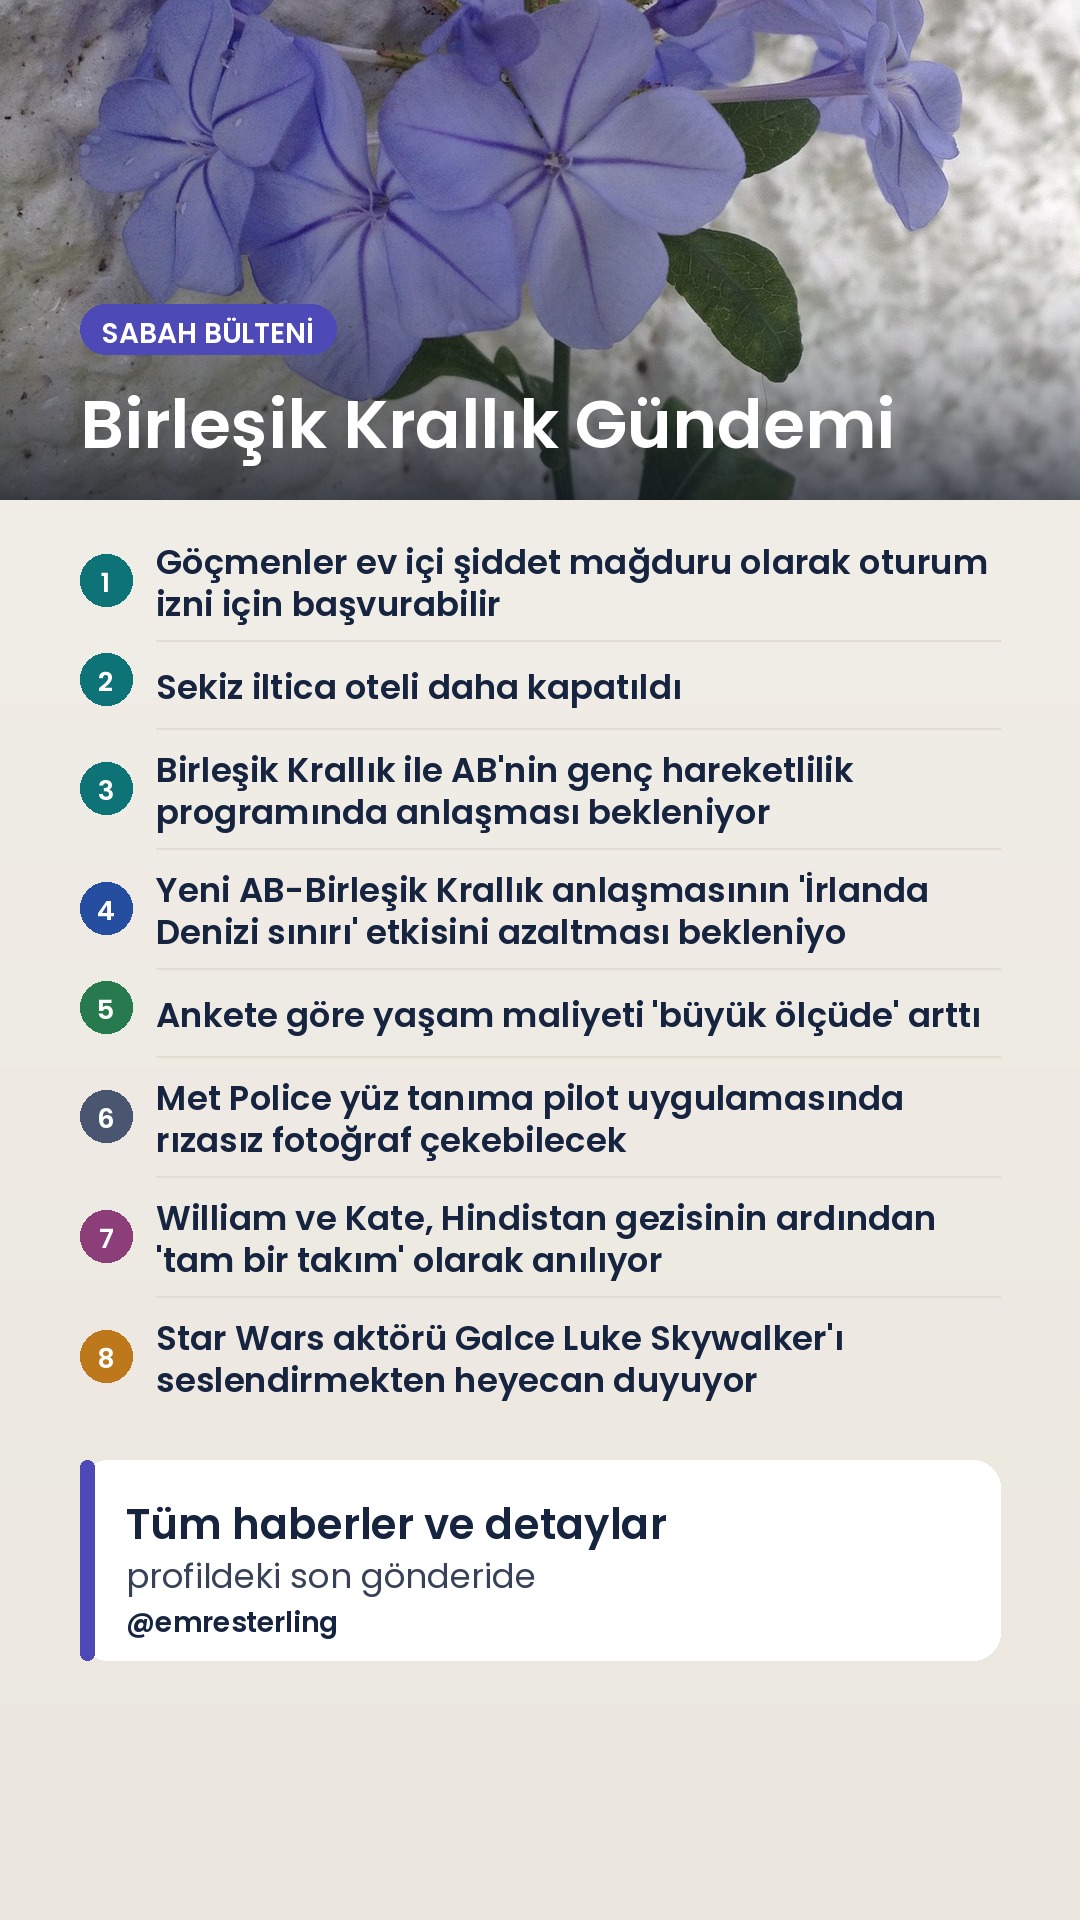 SABAH BÜLTENİ
Birleşik Krallık Gündemi
1 Göçmenler ev içi şiddet mağduru olarak oturum
izni için başvurabilir
2 Sekiz iltica oteli daha kapatıldı
3 Birleşik Krallık ile AB'nin genç hareketlilik
programında anlaşması bekleniyor
4 Yeni AB-Birleşik Krallık anlaşmasının 'İrlanda
Denizi sınırı' etkisini azaltması bekleniyo
5 Ankete göre yaşam maliyeti 'büyük ölçüde' arttı
6 Met Police yüz tanıma pilot uygulamasında
rızasız fotoğraf çekebilecek
7 William ve Kate, Hindistan gezisinin ardından
'tam bir takım' olarak anılıyor
8 Star Wars aktörü Galce Luke Skywalker'ı
seslendirmekten heyecan duyuyor
Tüm haberler ve detaylar
profildeki son gönderide
@emresterling